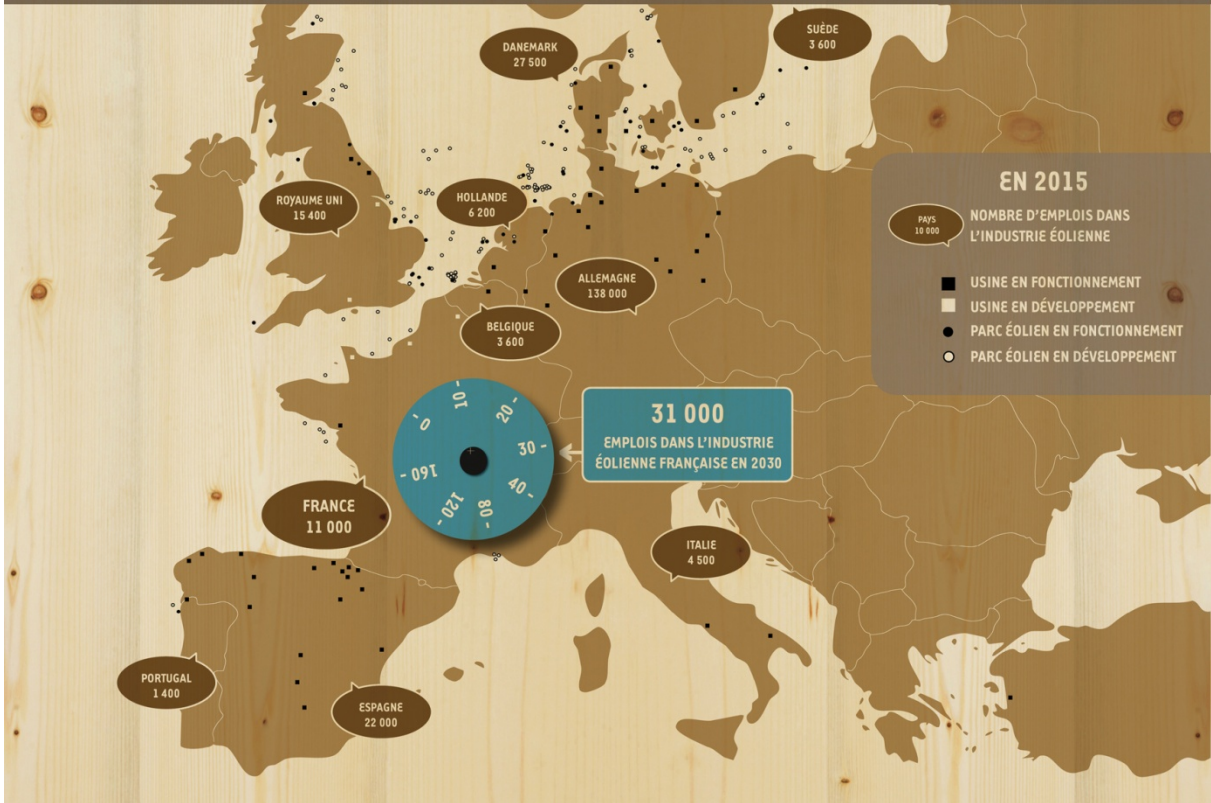 SUÈDE
3 600
DANEMARK
27 500
ROYAUME UNI
15 400
HOLLANDE
6 200
ALLEMAGNE
138 000
BELGIQUE
3 600
EN 2015
PAYS
10 000
NOMBRE D'EMPLOIS DANS
L'INDUSTRIE ÉOLIENNE
USINE EN FONCTIONNEMENT
USINE EN DÉVELOPPEMENT
PARC ÉOLIEN EN FONCTIONNEMENT
PARC ÉOLIEN EN DÉVELOPPEMENT
0
10
20
30
40
80
120
160
31 000
EMPLOIS DANS L'INDUSTRIE
ÉOLIENNE FRANÇAISE EN 2030
FRANCE
11 000
ITALIE
4 500
PORTUGAL
1 400
ESPAGNE
22 000